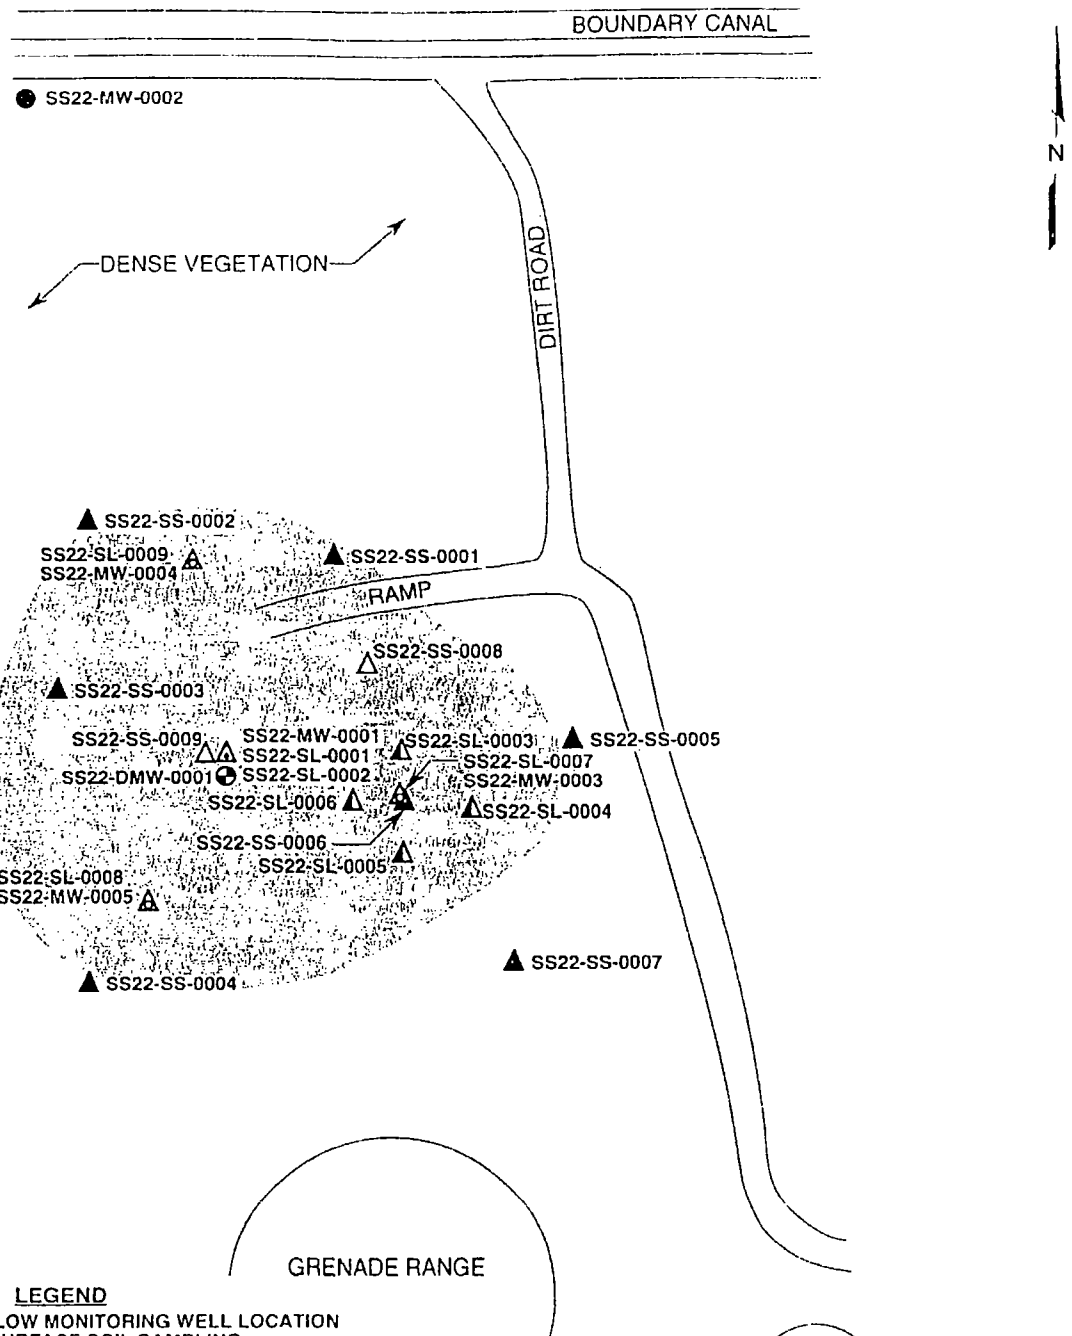 BOUNDARY CANAL
SS22-MW-0002
N
DENSE VEGETATION
DIRT ROAD
SS22-SS-0002
SS22-SL-0009
SS22-MW-0004
SS22-SS-0001
RAMP
SS22-SS-0008
SS22-SS-0003
SS22-SS-0009
SS22-MW-0001
SS22-SL-0001
SS22-DMW-0001
SS22-SL-0002
SS22-SL-0003
SS22-SS-0005
SS22-SL-0007
SS22-MW-0003
SS22-SL-0006
SS22-SL-0004
SS22-SS-0006
SS22-SL-0005
SS22-SL-0008
SS22-MW-0005
SS22-SS-0007
SS22-SS-0004
GRENADE RANGE
LEGEND
LOW MONITORING WELL LOCATION
SOIL SAMPLING